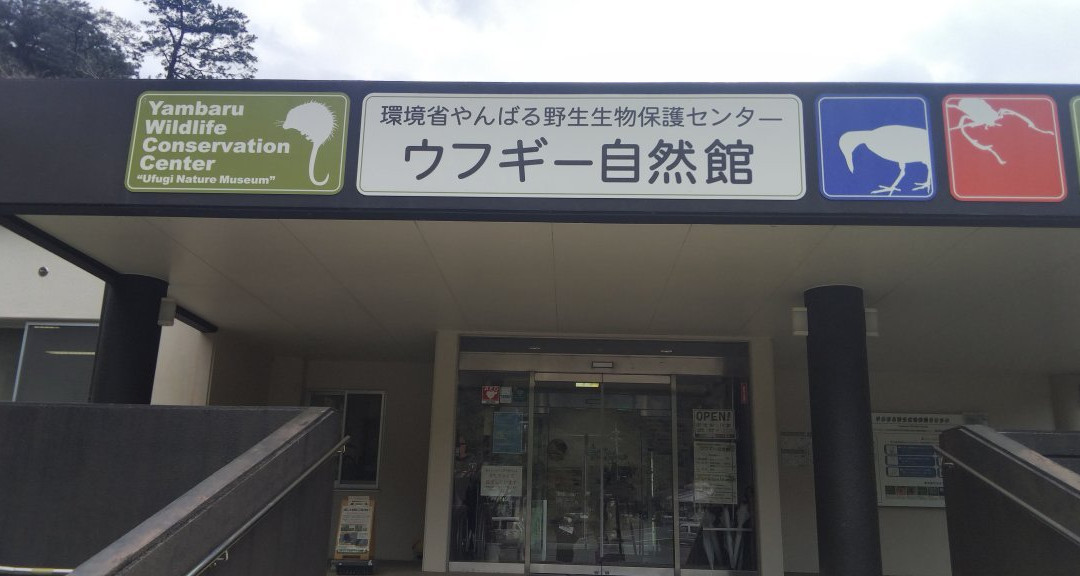 Yambaru
Wildlife
Conservation
Center
"Ufugi Nature Museum"
環境省やんばる野生生物保護センター
ウフギー自然館
OPEN!